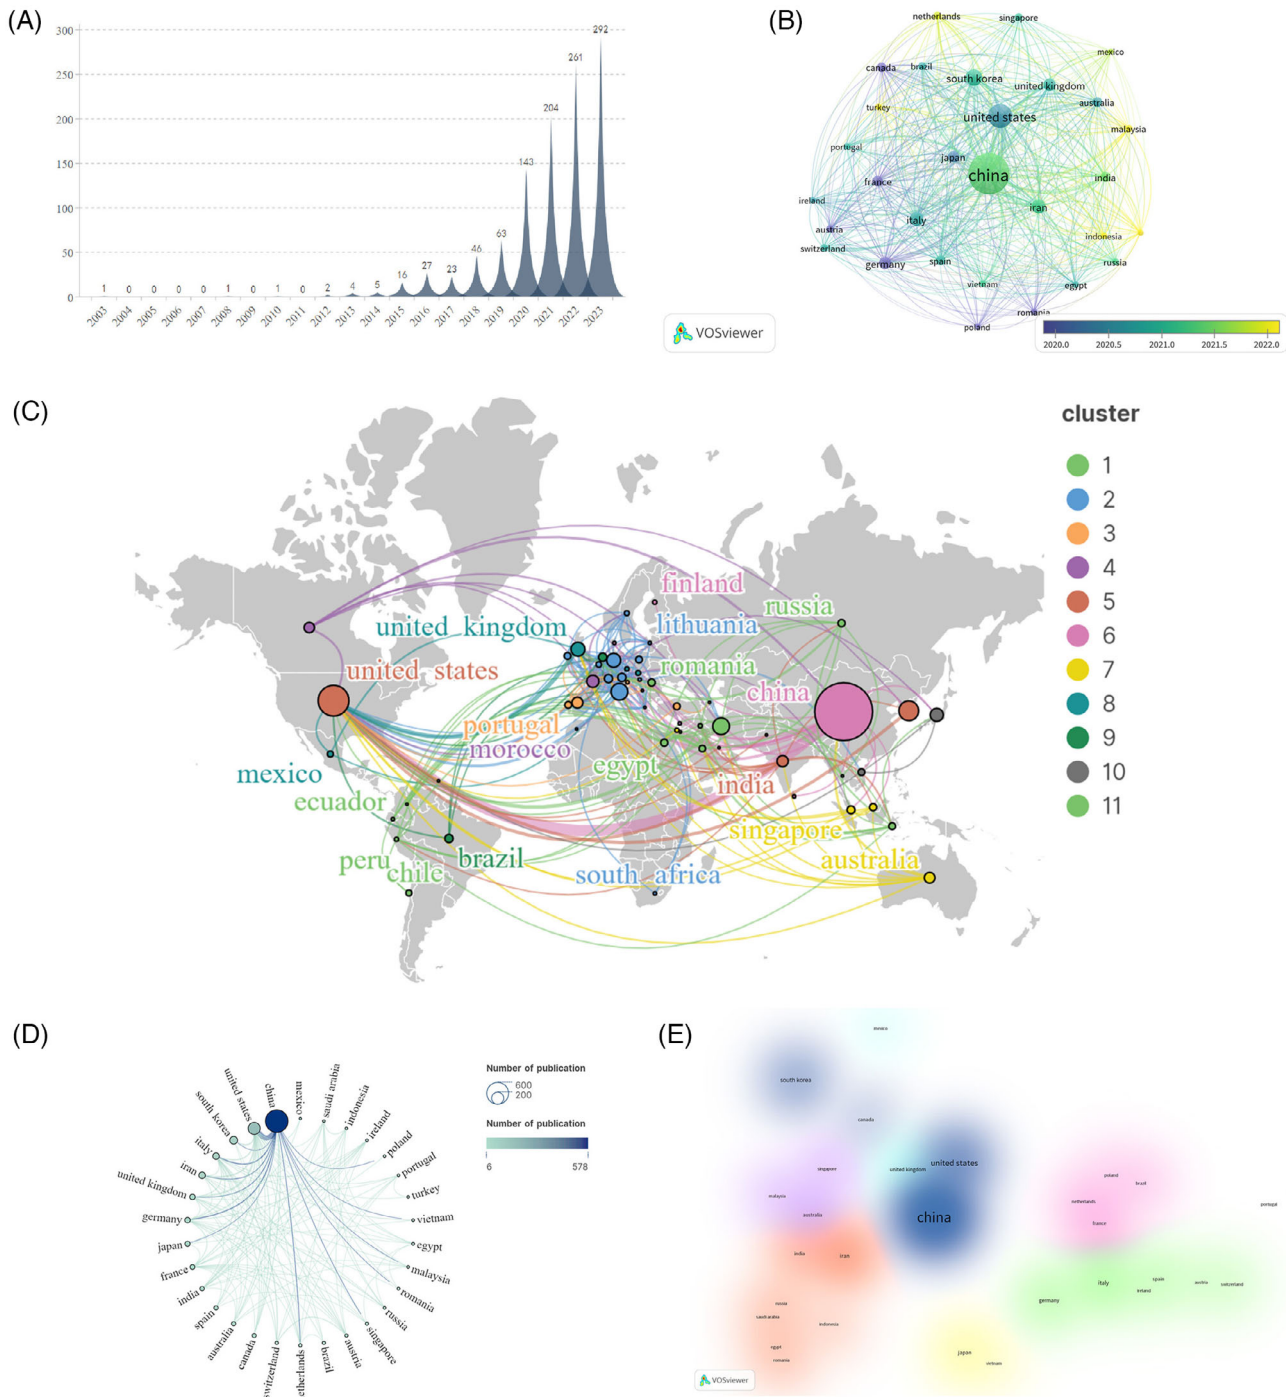 (A)
300
250
200
150
100
50
0
1 0 0 0 0 1 0 1 0 2 4 5 16 27 23 46 63 143 204 261 292
2003 2004 2005 2006 2007 2008 2009 2010 2011 2012 2013 2014 2015 2016 2017 2018 2019 2020 2021 2022 2023
VOSviewer
(B)
netherlands
singapore
mexico
canada
brazil
south korea
united kingdom
turkey
australia
united states
malaysia
portugal
japan
china
india
france
ireland
iran
italy
austria
indonesia
switzerland
germany
spain
russia
vietnam
egypt
romania
poland
2020.0 2020.5 2021.0 2021.5 2022.0
(C)
cluster
1
2
3
4
5
6
7
8
9
10
11
finland
russia
united kingdom
lithuania
united states
romania
china
portugal
morocco
mexico
egypt
india
ecuador
singapore
brazil
peru
chile
south africa
australia
(D)
china
mexico
saudi arabia
indonesia
ireland
poland
portugal
turkey
vietnam
egypt
malaysia
romania
russia
singapore
austria
brazil
etherlands
switzerland
canada
australia
spain
india
france
japan
germany
united kingdom
iran
italy
south korea
united states
Number of publication
600
200
Number of publication
6 578
(E)
mexico
south korea
canada
singapore
united kingdom
united states
malaysia
australia
china
poland
brazil
netherlands
france
portugal
india
iran
italy
spain
ireland
austria
switzerland
germany
russia
saudi arabia
indonesia
egypt
romania
japan
vietnam
VOSviewer